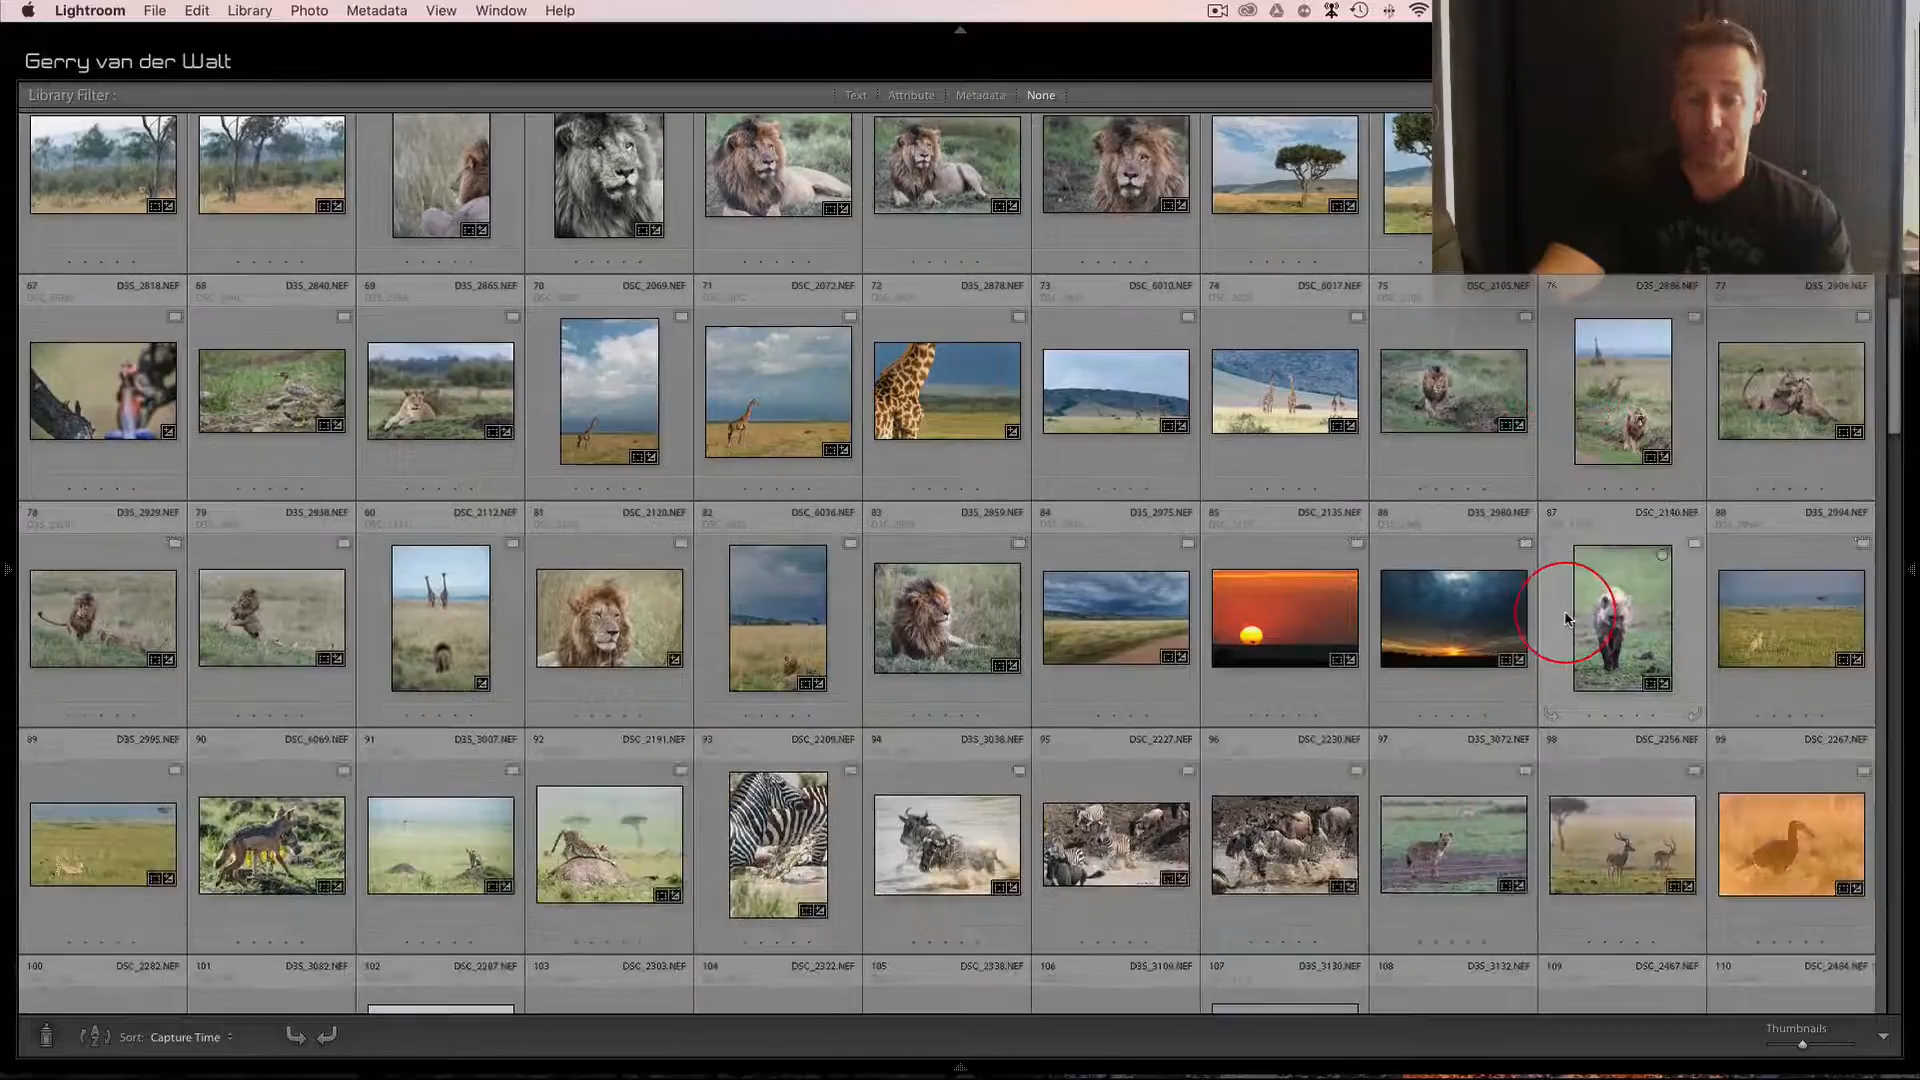 Lightroom File Edit Library Photo Metadata View Window Help
Gerry van der Walt
Library Filter : Text Attribute Metadata None
67 D3S_2818.NEF 68 D3S_2840.NEF 69 D3S_2865.NEF 70 DSC_2069.NEF 71 DSC_2072.NEF 72 D3S_2878.NEF 73 DSC_6010.NEF 74 DSC_6017.NEF 75 DSC_2105.NEF 76 D3S_2886.NEF 77 D3S_2908.NEF
78 D3S_2929.NEF 79 D3S_2938.NEF 80 DSC_2112.NEF 81 DSC_2120.NEF 82 DSC_6036.NEF 83 D3S_2959.NEF 84 D3S_2975.NEF 85 DSC_2135.NEF 86 D3S_2980.NEF 87 DSC_2140.NEF 88 D3S_2994.NEF
89 D3S_2995.NEF 90 DSC_6069.NEF 91 D3S_3007.NEF 92 DSC_2191.NEF 93 DSC_2209.NEF 94 D3S_3038.NEF 95 DSC_2227.NEF 96 DSC_2230.NEF 97 D3S_3072.NEF 98 DSC_2256.NEF 99 DSC_2267.NEF
100 DSC_2282.NEF 101 D3S_3082.NEF 102 DSC_2287.NEF 103 DSC_2303.NEF 104 DSC_2322.NEF 105 DSC_2338.NEF 106 D3S_3109.NEF 107 D3S_3130.NEF 108 D3S_3132.NEF 109 DSC_2467.NEF 110 DSC_2484.NEF
Sort: Capture Time
Thumbnails